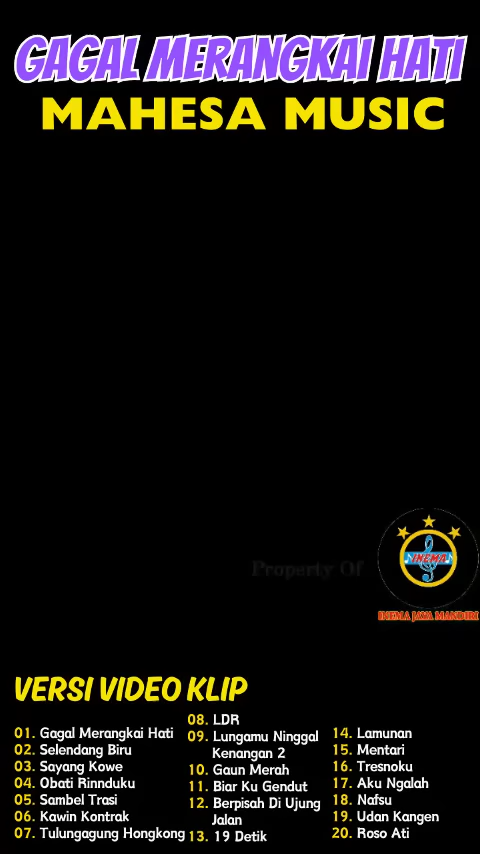 GAGAL MERANGKAI HATI
MAHESA MUSIC
Property Of
INEMA
INEMA JAYA MANDIRI
VERSI VIDEO KLIP
01. Gagal Merangkai Hati
02. Selendang Biru
03. Sayang Kowe
04. Obati Rinnduku
05. Sambel Trasi
06. Kawin Kontrak
07. Tulungagung Hongkong
08. LDR
09. Lungamu Ninggal
Kenangan 2
10. Gaun Merah
11. Biar Ku Gendut
12. Berpisah Di Ujung
Jalan
13. 19 Detik
14. Lamunan
15. Mentari
16. Tresnoku
17. Aku Ngalah
18. Nafsu
19. Udan Kangen
20. Roso Ati